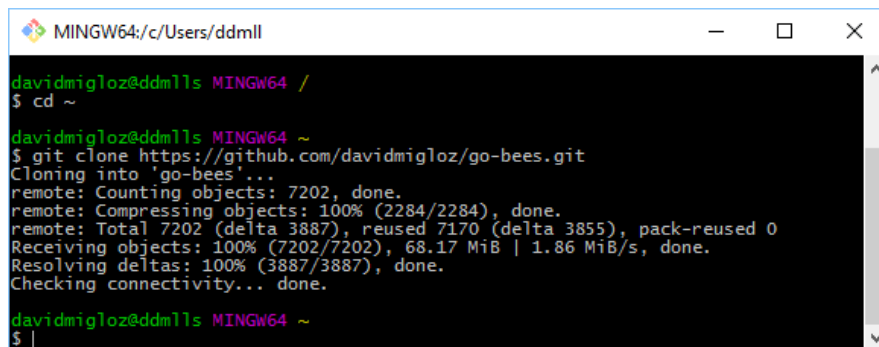 MINGW64:/c/Users/ddmll
davidmigloz@ddmlls MINGW64 /
$ cd ~
davidmigloz@ddmlls MINGW64 ~
$ git clone https://github.com/davidmigloz/go-bees.git
Cloning into 'go-bees'...
remote: Counting objects: 7202, done.
remote: Compressing objects: 100% (2284/2284), done.
remote: Total 7202 (delta 3887), reused 7170 (delta 3855), pack-reused 0
Receiving objects: 100% (7202/7202), 68.17 MiB | 1.86 MiB/s, done.
Resolving deltas: 100% (3887/3887), done.
Checking connectivity... done.
davidmigloz@ddmlls MINGW64 ~
$